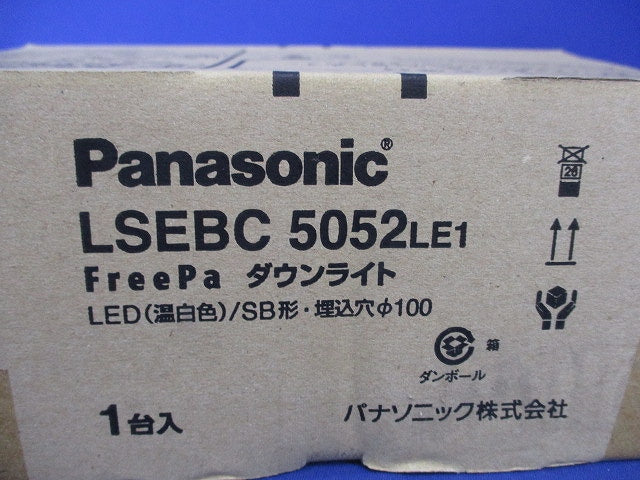 Panasonic®
LSEBC 5052LE1
FreePa ダウンライト
LED(温白色)/SB形・埋込穴φ100
箱
ダンボール
1台入
パナソニック株式会社